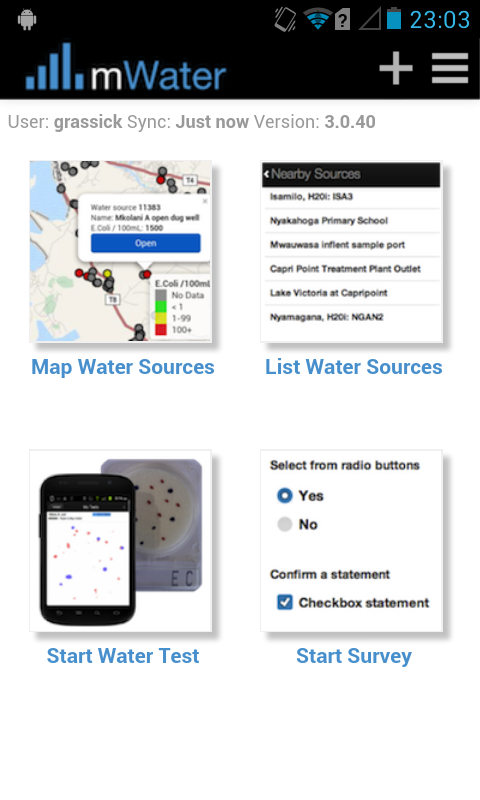 23:03
mWater
User: grassick Sync: Just now Version: 3.0.40
T4
Water source 11383
Name: Mkolani A open dug well
E.Coli / 100mL: 1500
Open
E.Coli /100mL
No Data
< 1
1-99
100+
T8
Map Water Sources
Nearby Sources
Isamilo, H20i: ISA3
Nyakahoga Primary School
Mwauwasa inflent sample port
Capri Point Treatment Plant Outlet
Lake Victoria at Capripoint
Nyamagana, H20i: NGAN2
List Water Sources
E C
Start Water Test
Select from radio buttons
Yes
No
Confirm a statement
Checkbox statement
Start Survey